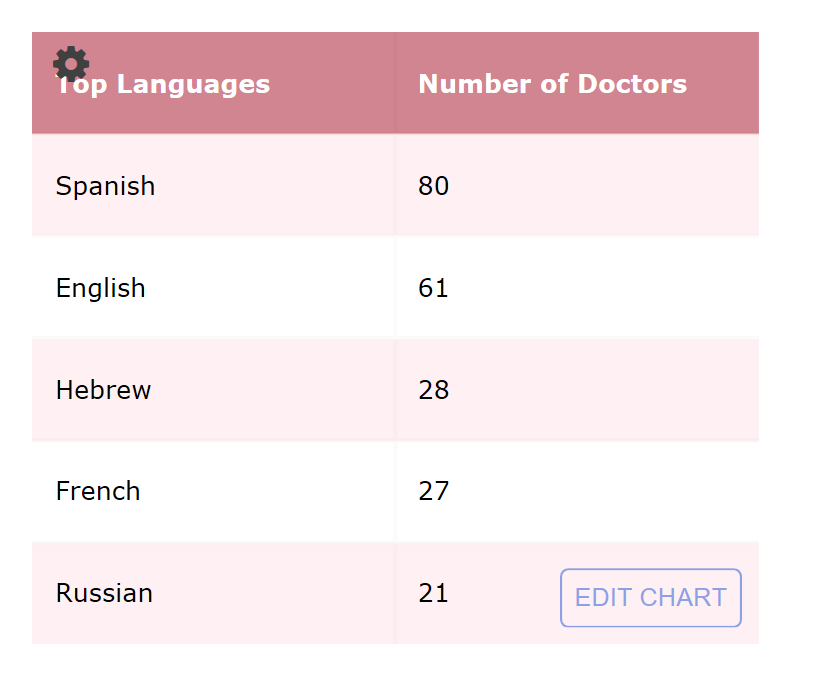 Top Languages Number of Doctors
Spanish 80
English 61
Hebrew 28
French 27
Russian 21
EDIT CHART